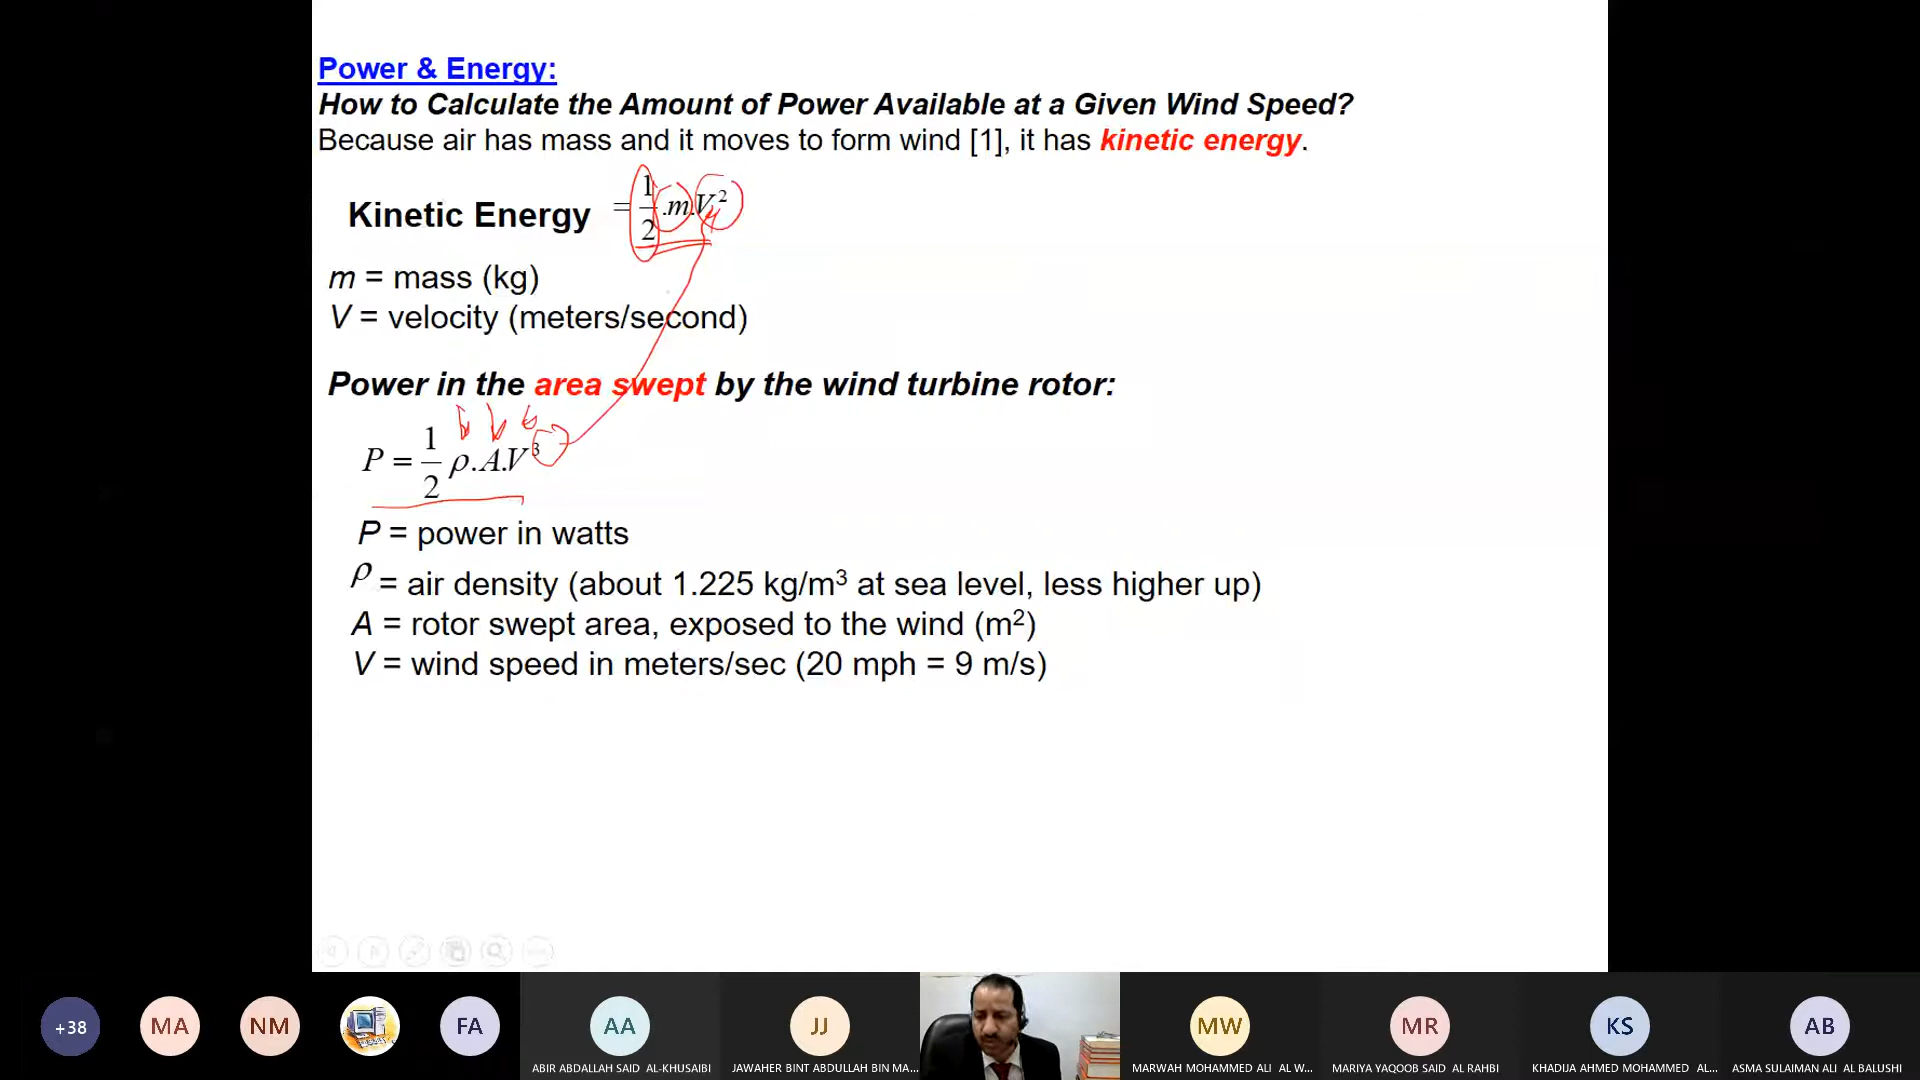 Power & Energy:
How to Calculate the Amount of Power Available at a Given Wind Speed?
Because air has mass and it moves to form wind [1], it has kinetic energy.
Kinetic Energy = 1/2 .m.V²
m = mass (kg)
V = velocity (meters/second)
Power in the area swept by the wind turbine rotor:
P = 1/2 ρ.A.V³
P = power in watts
ρ = air density (about 1.225 kg/m³ at sea level, less higher up)
A = rotor swept area, exposed to the wind (m²)
V = wind speed in meters/sec (20 mph = 9 m/s)
+38 MA NM FA AA JJ MW MR KS AB
ABIR ABDALLAH SAID AL-KHUSAIBI JAWAHER BINT ABDULLAH BIN MA... MARWAH MOHAMMED ALI AL W... MARIYA YAQOOB SAID AL RAHBI KHADIJA AHMED MOHAMMED AL... ASMA SULAIMAN ALI AL BALUSHI